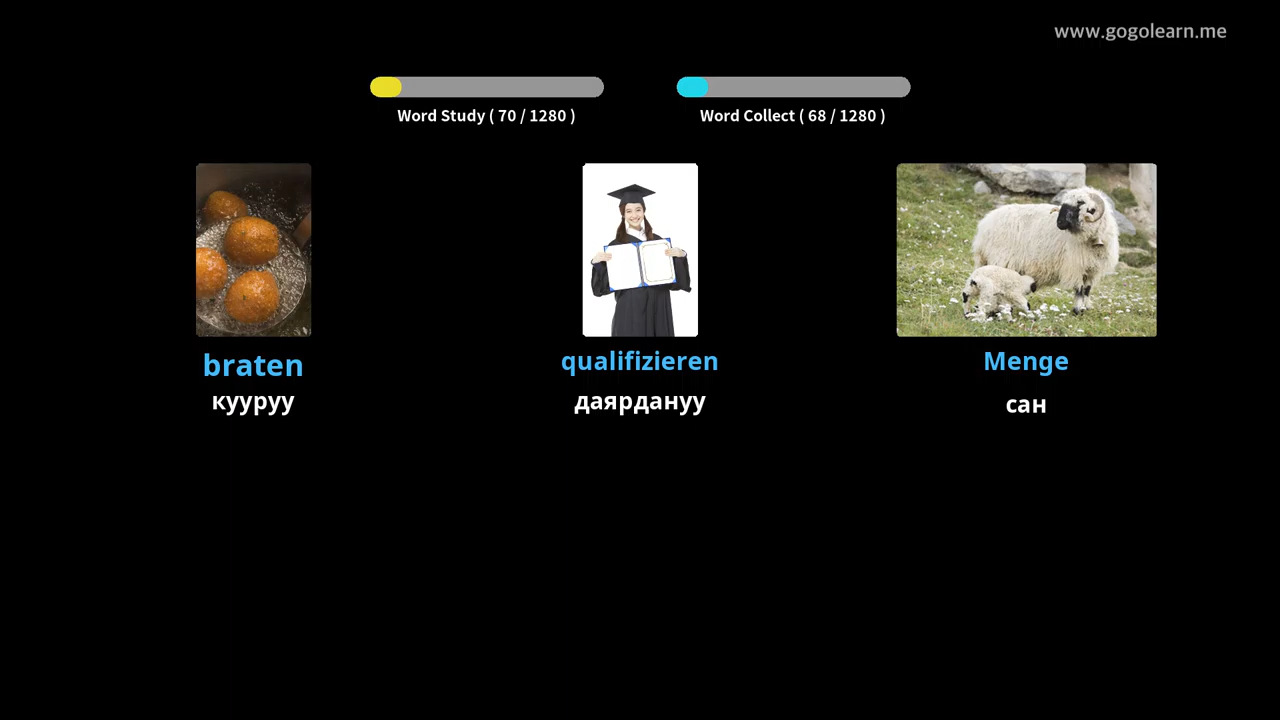 www.gogolearn.me
Word Study ( 70 / 1280 )
Word Collect ( 68 / 1280 )
braten
кууруу
qualifizieren
даярдануу
Menge
сан